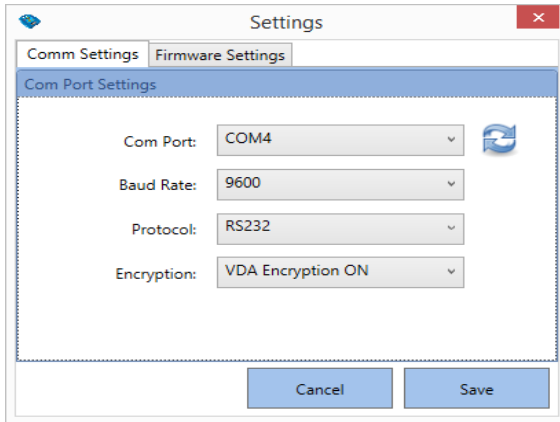 Settings
Comm Settings Firmware Settings
Com Port Settings
Com Port: COM4
Baud Rate: 9600
Protocol: RS232
Encryption: VDA Encryption ON
Cancel Save